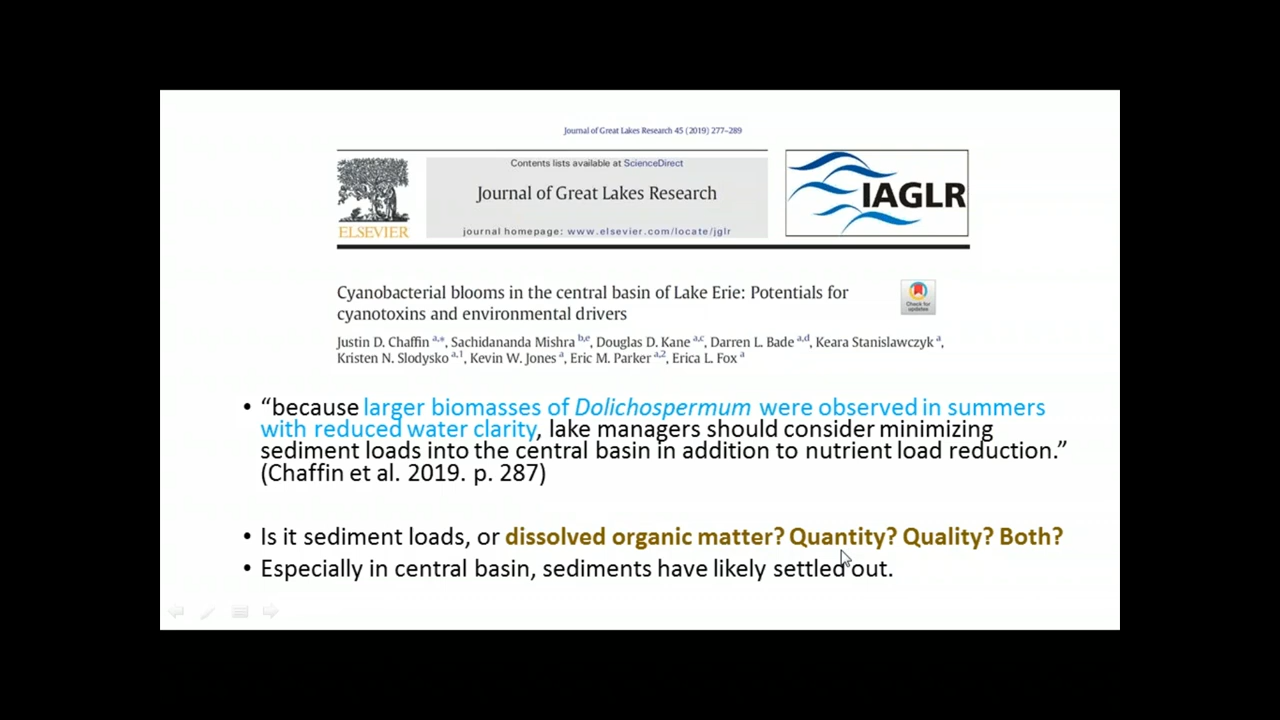 Journal of Great Lakes Research 45 (2019) 277–289
Contents lists available at ScienceDirect
Journal of Great Lakes Research
journal homepage: www.elsevier.com/locate/jglr
ELSEVIER
IAGLR
Cyanobacterial blooms in the central basin of Lake Erie: Potentials for
cyanotoxins and environmental drivers
Check for
updates
Justin D. Chaffin a,*, Sachidananda Mishra b,e, Douglas D. Kane a,c, Darren L. Bade a,d, Keara Stanislawczyk a,
Kristen N. Slodysko a,1, Kevin W. Jones a, Eric M. Parker a,2, Erica L. Fox a
• “because larger biomasses of Dolichospermum were observed in summers
with reduced water clarity, lake managers should consider minimizing
sediment loads into the central basin in addition to nutrient load reduction.”
(Chaffin et al. 2019. p. 287)
• Is it sediment loads, or dissolved organic matter? Quantity? Quality? Both?
• Especially in central basin, sediments have likely settled out.